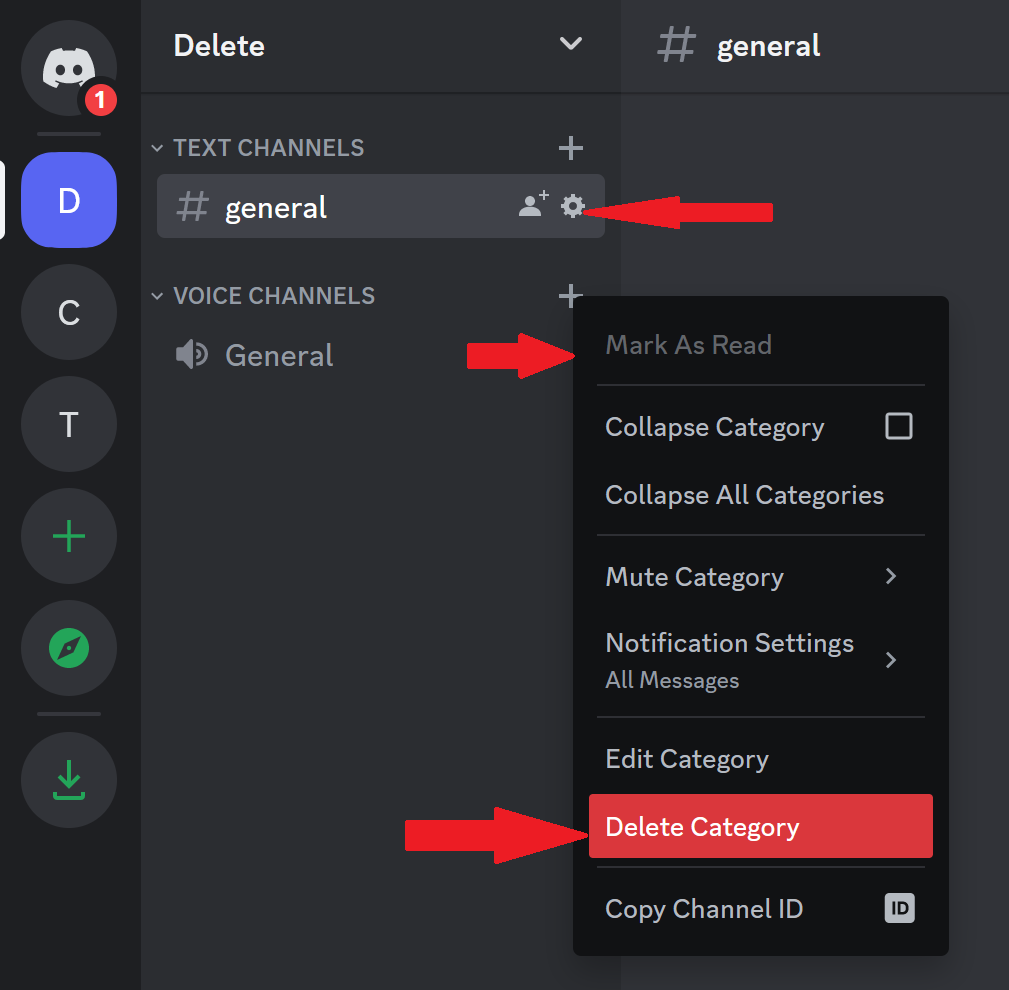 1
D
C
T
Delete
general
TEXT CHANNELS
general
VOICE CHANNELS
General
Mark As Read
Collapse Category
Collapse All Categories
Mute Category
Notification Settings
All Messages
Edit Category
Delete Category
Copy Channel ID
ID